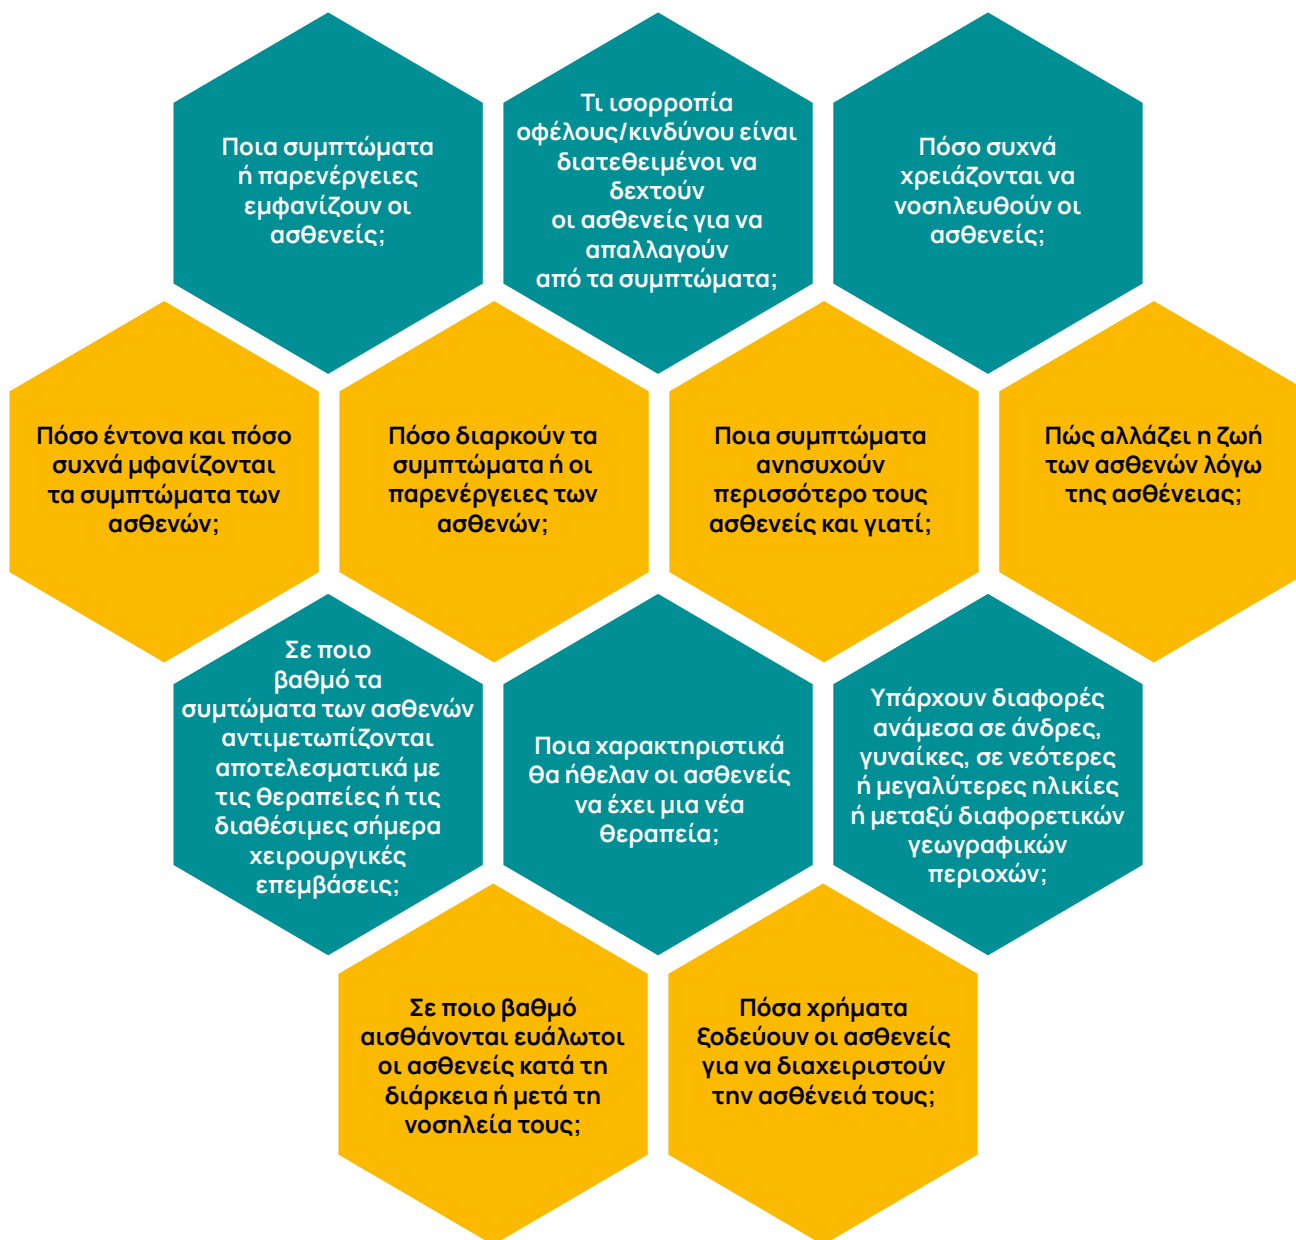 Ποια συμπτώματα
ή παρενέργειες
εμφανίζουν οι
ασθενείς;
Τι ισορροπία
οφέλους/κινδύνου είναι
διατεθειμένοι να
δεχτούν
οι ασθενείς για να
απαλλαγούν
από τα συμπτώματα;
Πόσο συχνά
χρειάζονται να
νοσηλευθούν οι
ασθενείς;
Πόσο έντονα και πόσο
συχνά μφανίζονται
τα συμπτώματα των
ασθενών;
Πόσο διαρκούν τα
συμπτώματα ή οι
παρενέργειες των
ασθενών;
Ποια συμπτώματα
ανησυχούν
περισσότερο τους
ασθενείς και γιατί;
Πώς αλλάζει η ζωή
των ασθενών λόγω
της ασθένειας;
Σε ποιο
βαθμό τα
συμτώματα των ασθενών
αντιμετωπίζονται
αποτελεσματικά με
τις θεραπείες ή τις
διαθέσιμες σήμερα
χειρουργικές
επεμβάσεις;
Ποια χαρακτηριστικά
θα ήθελαν οι ασθενείς
να έχει μια νέα
θεραπεία;
Υπάρχουν διαφορές
ανάμεσα σε άνδρες,
γυναίκες, σε νεότερες
ή μεγαλύτερες ηλικίες
ή μεταξύ διαφορετικών
γεωγραφικών
περιοχών;
Σε ποιο βαθμό
αισθάνονται ευάλωτοι
οι ασθενείς κατά τη
διάρκεια ή μετά τη
νοσηλεία τους;
Πόσα χρήματα
ξοδεύουν οι ασθενείς
για να διαχειριστούν
την ασθένειά τους;